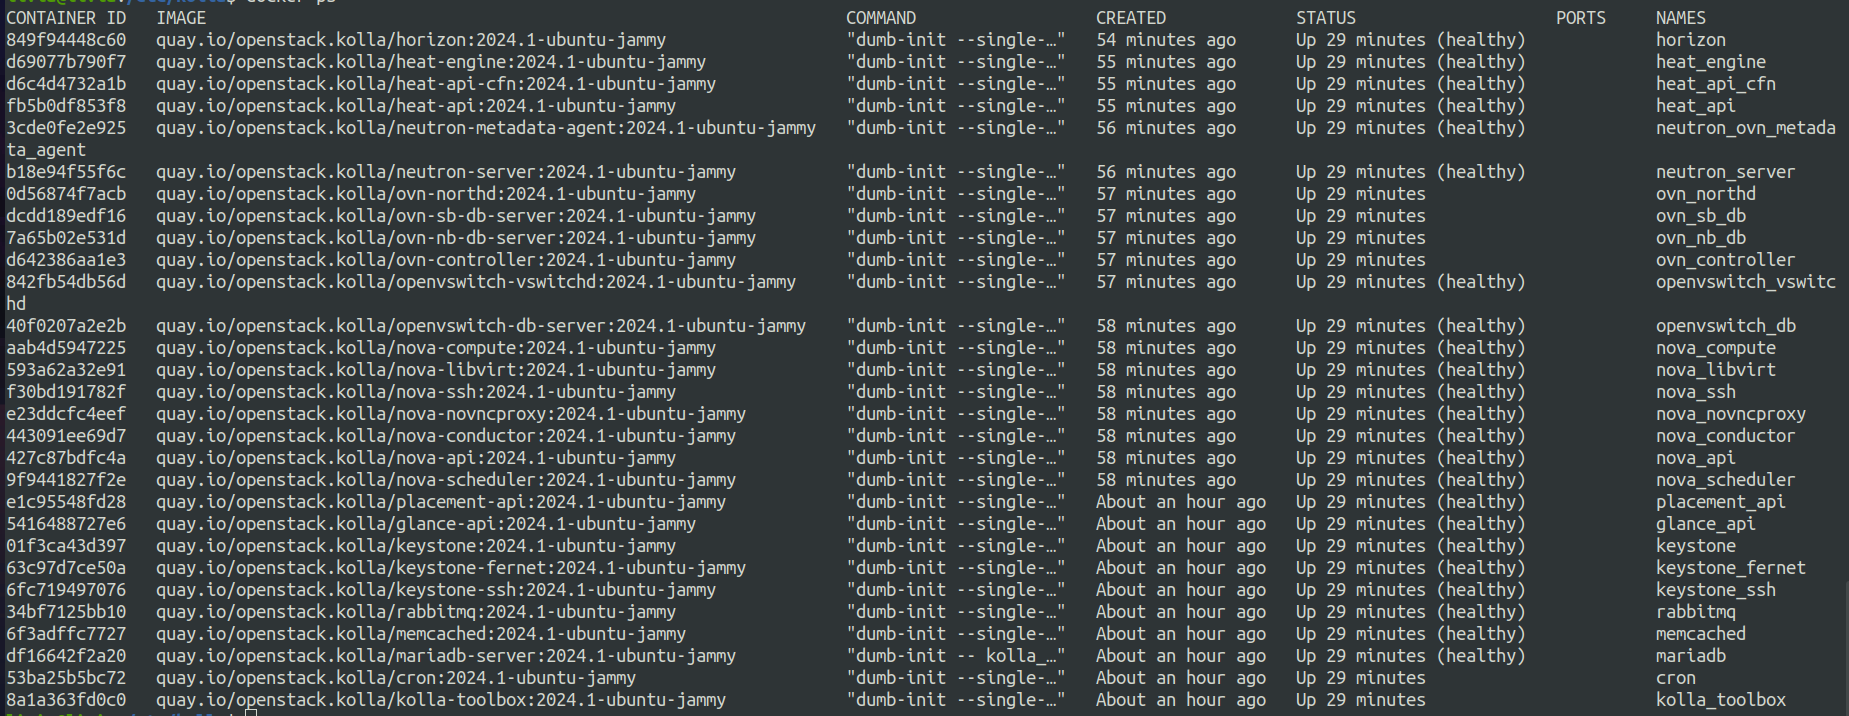 CONTAINER ID   IMAGE                                                                COMMAND                  CREATED             STATUS                    PORTS     NAMES
849f94448c60   quay.io/openstack.kolla/horizon:2024.1-ubuntu-jammy                  "dumb-init --single-…"   54 minutes ago      Up 29 minutes (healthy)             horizon
d69077b790f7   quay.io/openstack.kolla/heat-engine:2024.1-ubuntu-jammy              "dumb-init --single-…"   55 minutes ago      Up 29 minutes (healthy)             heat_engine
d6c4d4732a1b   quay.io/openstack.kolla/heat-api-cfn:2024.1-ubuntu-jammy             "dumb-init --single-…"   55 minutes ago      Up 29 minutes (healthy)             heat_api_cfn
fb5b0df853f8   quay.io/openstack.kolla/heat-api:2024.1-ubuntu-jammy                 "dumb-init --single-…"   55 minutes ago      Up 29 minutes (healthy)             heat_api
3cde0fe2e925   quay.io/openstack.kolla/neutron-metadata-agent:2024.1-ubuntu-jammy   "dumb-init --single-…"   56 minutes ago      Up 29 minutes (healthy)             neutron_ovn_metada
ta_agent
b18e94f55f6c   quay.io/openstack.kolla/neutron-server:2024.1-ubuntu-jammy           "dumb-init --single-…"   56 minutes ago      Up 29 minutes (healthy)             neutron_server
0d56874f7acb   quay.io/openstack.kolla/ovn-northd:2024.1-ubuntu-jammy               "dumb-init --single-…"   57 minutes ago      Up 29 minutes                       ovn_northd
dcdd189edf16   quay.io/openstack.kolla/ovn-sb-db-server:2024.1-ubuntu-jammy         "dumb-init --single-…"   57 minutes ago      Up 29 minutes                       ovn_sb_db
7a65b02e531d   quay.io/openstack.kolla/ovn-nb-db-server:2024.1-ubuntu-jammy         "dumb-init --single-…"   57 minutes ago      Up 29 minutes                       ovn_nb_db
d642386aa1e3   quay.io/openstack.kolla/ovn-controller:2024.1-ubuntu-jammy           "dumb-init --single-…"   57 minutes ago      Up 29 minutes                       ovn_controller
842fb54db56d   quay.io/openstack.kolla/openvswitch-vswitchd:2024.1-ubuntu-jammy     "dumb-init --single-…"   57 minutes ago      Up 29 minutes (healthy)             openvswitch_vswitc
hd
40f0207a2e2b   quay.io/openstack.kolla/openvswitch-db-server:2024.1-ubuntu-jammy    "dumb-init --single-…"   58 minutes ago      Up 29 minutes (healthy)             openvswitch_db
aab4d5947225   quay.io/openstack.kolla/nova-compute:2024.1-ubuntu-jammy             "dumb-init --single-…"   58 minutes ago      Up 29 minutes (healthy)             nova_compute
593a62a32e91   quay.io/openstack.kolla/nova-libvirt:2024.1-ubuntu-jammy             "dumb-init --single-…"   58 minutes ago      Up 29 minutes (healthy)             nova_libvirt
f30bd191782f   quay.io/openstack.kolla/nova-ssh:2024.1-ubuntu-jammy                 "dumb-init --single-…"   58 minutes ago      Up 29 minutes (healthy)             nova_ssh
e23ddcfc4eef   quay.io/openstack.kolla/nova-novncproxy:2024.1-ubuntu-jammy          "dumb-init --single-…"   58 minutes ago      Up 29 minutes (healthy)             nova_novncproxy
443091ee69d7   quay.io/openstack.kolla/nova-conductor:2024.1-ubuntu-jammy           "dumb-init --single-…"   58 minutes ago      Up 29 minutes (healthy)             nova_conductor
427c87bdfc4a   quay.io/openstack.kolla/nova-api:2024.1-ubuntu-jammy                 "dumb-init --single-…"   58 minutes ago      Up 29 minutes (healthy)             nova_api
9f9441827f2e   quay.io/openstack.kolla/nova-scheduler:2024.1-ubuntu-jammy           "dumb-init --single-…"   58 minutes ago      Up 29 minutes (healthy)             nova_scheduler
e1c95548fd28   quay.io/openstack.kolla/placement-api:2024.1-ubuntu-jammy            "dumb-init --single-…"   About an hour ago   Up 29 minutes (healthy)             placement_api
5416488727e6   quay.io/openstack.kolla/glance-api:2024.1-ubuntu-jammy               "dumb-init --single-…"   About an hour ago   Up 29 minutes (healthy)             glance_api
01f3ca43d397   quay.io/openstack.kolla/keystone:2024.1-ubuntu-jammy                 "dumb-init --single-…"   About an hour ago   Up 29 minutes (healthy)             keystone
63c97d7ce50a   quay.io/openstack.kolla/keystone-fernet:2024.1-ubuntu-jammy          "dumb-init --single-…"   About an hour ago   Up 29 minutes (healthy)             keystone_fernet
6fc719497076   quay.io/openstack.kolla/keystone-ssh:2024.1-ubuntu-jammy             "dumb-init --single-…"   About an hour ago   Up 29 minutes (healthy)             keystone_ssh
34bf7125bb10   quay.io/openstack.kolla/rabbitmq:2024.1-ubuntu-jammy                 "dumb-init --single-…"   About an hour ago   Up 29 minutes (healthy)             rabbitmq
6f3adffc7727   quay.io/openstack.kolla/memcached:2024.1-ubuntu-jammy                "dumb-init --single-…"   About an hour ago   Up 29 minutes (healthy)             memcached
df16642f2a20   quay.io/openstack.kolla/mariadb-server:2024.1-ubuntu-jammy           "dumb-init -- kolla_…"   About an hour ago   Up 29 minutes (healthy)             mariadb
53ba25b5bc72   quay.io/openstack.kolla/cron:2024.1-ubuntu-jammy                     "dumb-init --single-…"   About an hour ago   Up 29 minutes                       cron
8a1a363fd0c0   quay.io/openstack.kolla/kolla-toolbox:2024.1-ubuntu-jammy            "dumb-init --single-…"   About an hour ago   Up 29 minutes                       kolla_toolbox